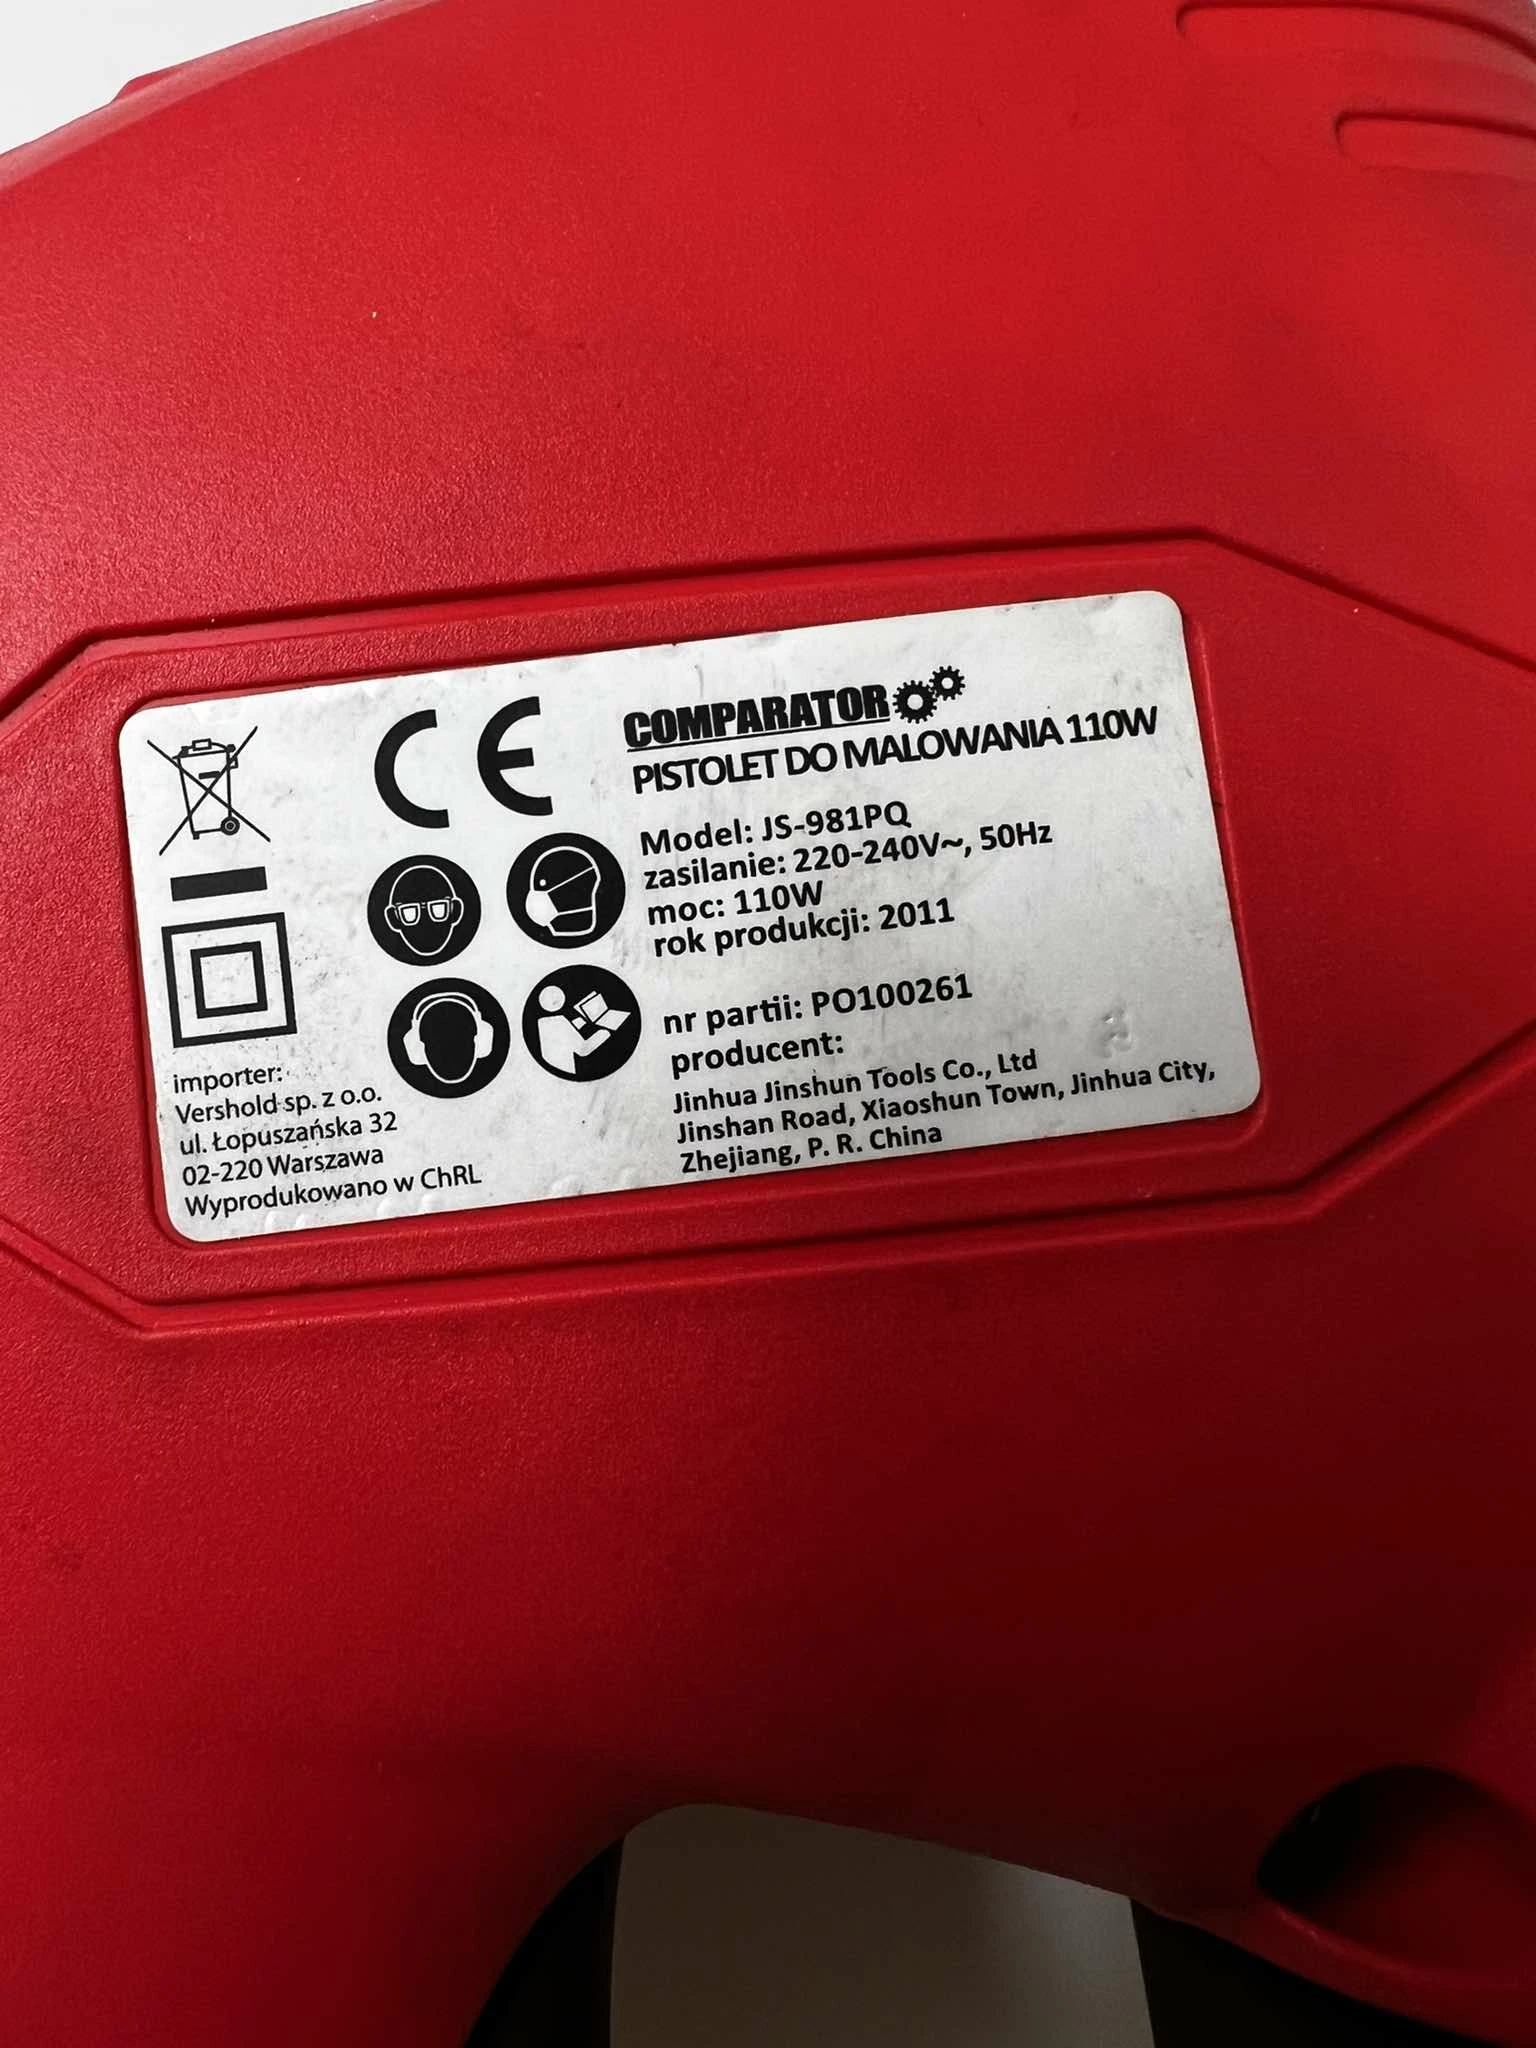 CE
COMPARATOR
PISTOLET DO MALOWANIA 110W
Model: JS-981PQ
zasilanie: 220-240V~, 50Hz
moc: 110W
rok produkcji: 2011
nr partii: PO100261
producent:
Jinhua Jinshun Tools Co., Ltd
Jinshan Road, Xiaoshun Town, Jinhua City,
Zhejiang, P. R. China
importer:
Vershold sp. z o.o.
ul. Łopuszańska 32
02-220 Warszawa
Wyprodukowano w ChRL